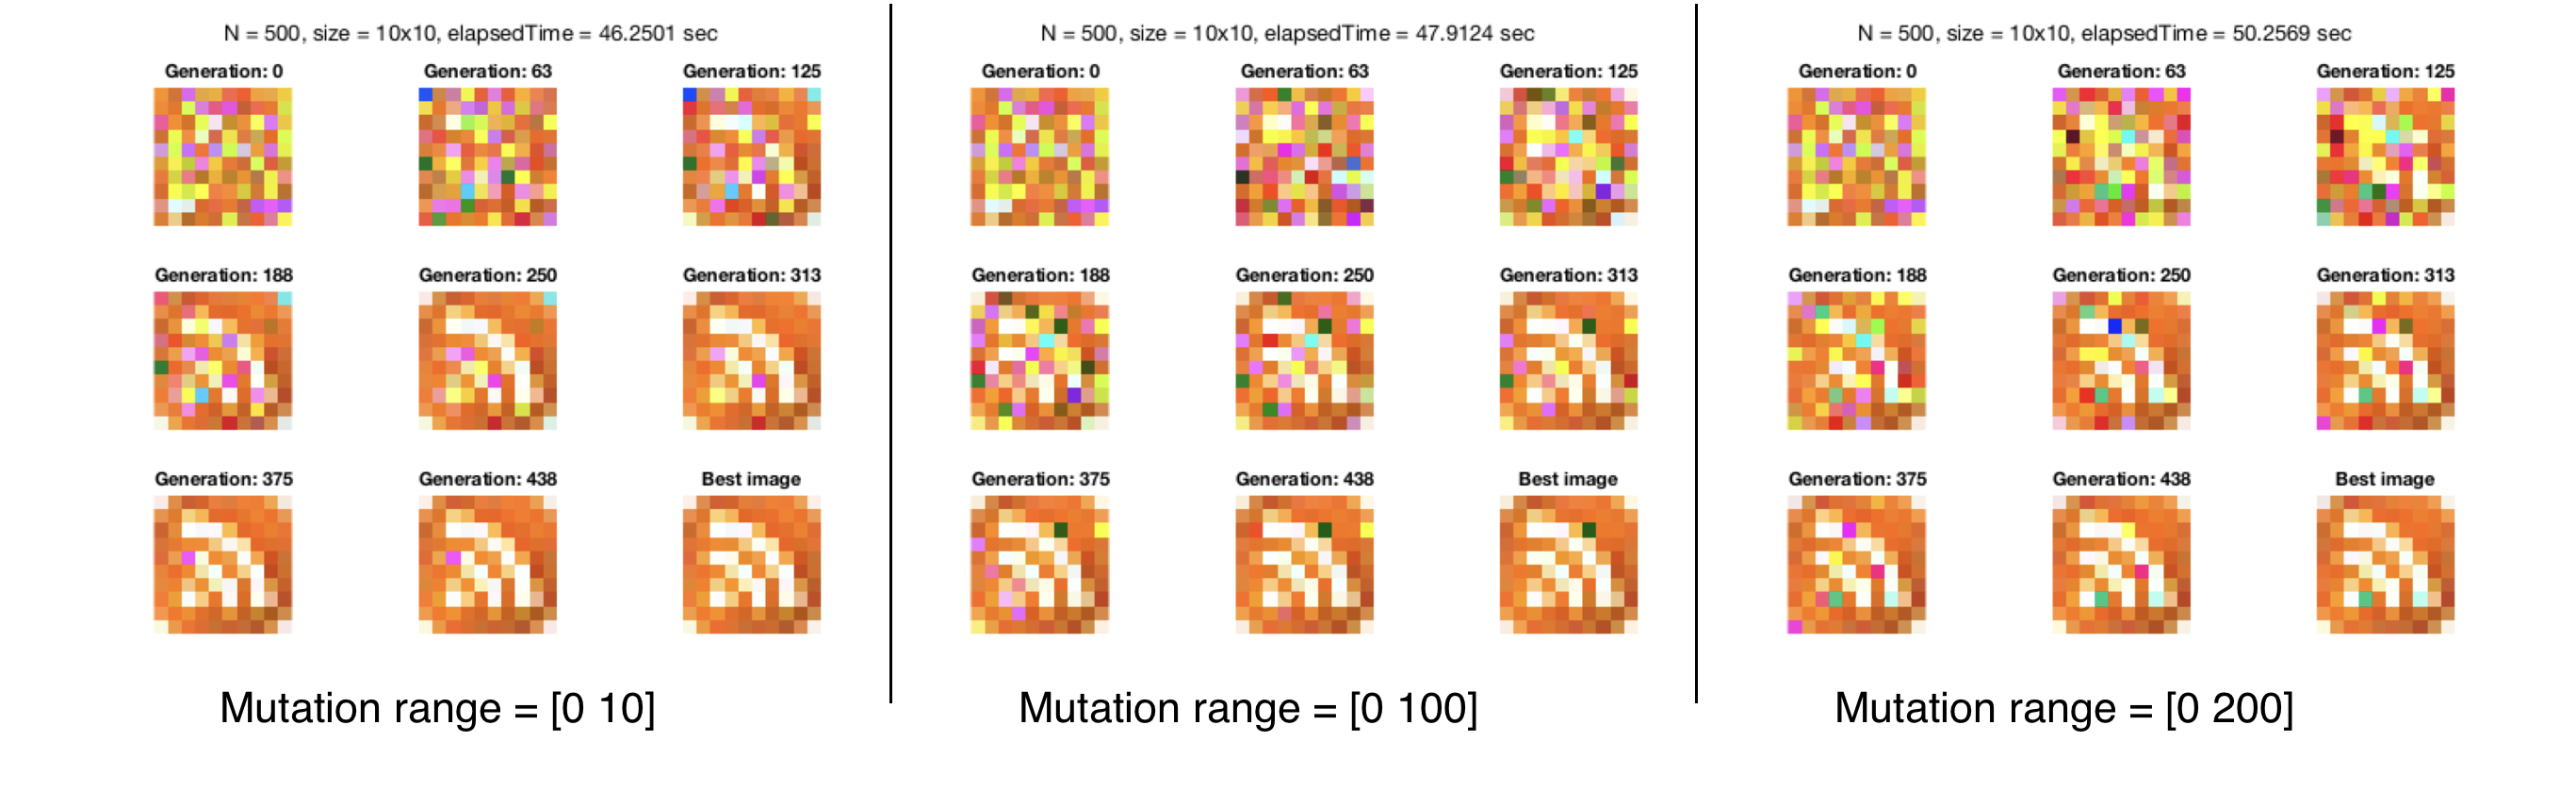 N = 500, size = 10x10, elapsedTime = 46.2501 sec
Generation: 0
Generation: 63
Generation: 125
Generation: 188
Generation: 250
Generation: 313
Generation: 375
Generation: 438
Best image
Mutation range = [0 10]
N = 500, size = 10x10, elapsedTime = 47.9124 sec
Generation: 0
Generation: 63
Generation: 125
Generation: 188
Generation: 250
Generation: 313
Generation: 375
Generation: 438
Best image
Mutation range = [0 100]
N = 500, size = 10x10, elapsedTime = 50.2569 sec
Generation: 0
Generation: 63
Generation: 125
Generation: 188
Generation: 250
Generation: 313
Generation: 375
Generation: 438
Best image
Mutation range = [0 200]